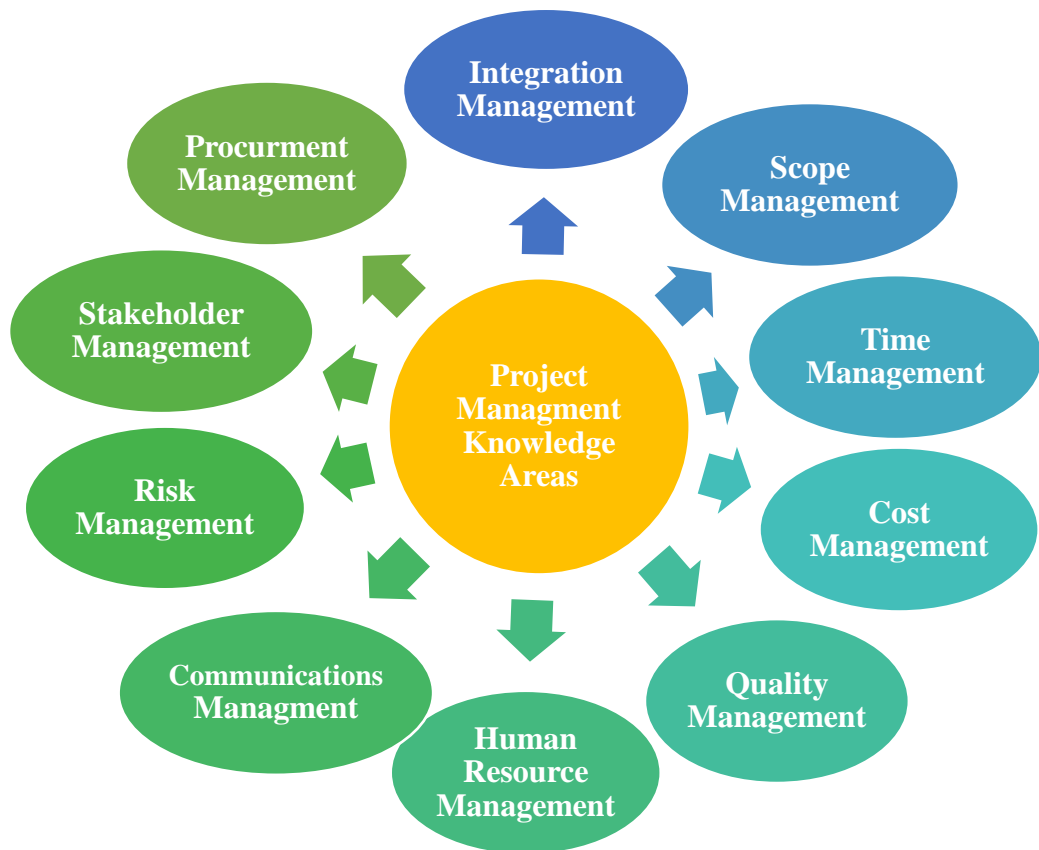 Integration
Management
Scope
Management
Time
Management
Cost
Management
Quality
Management
Human
Resource
Management
Communications
Managment
Risk
Management
Stakeholder
Management
Procurment
Management
Project
Managment
Knowledge
Areas